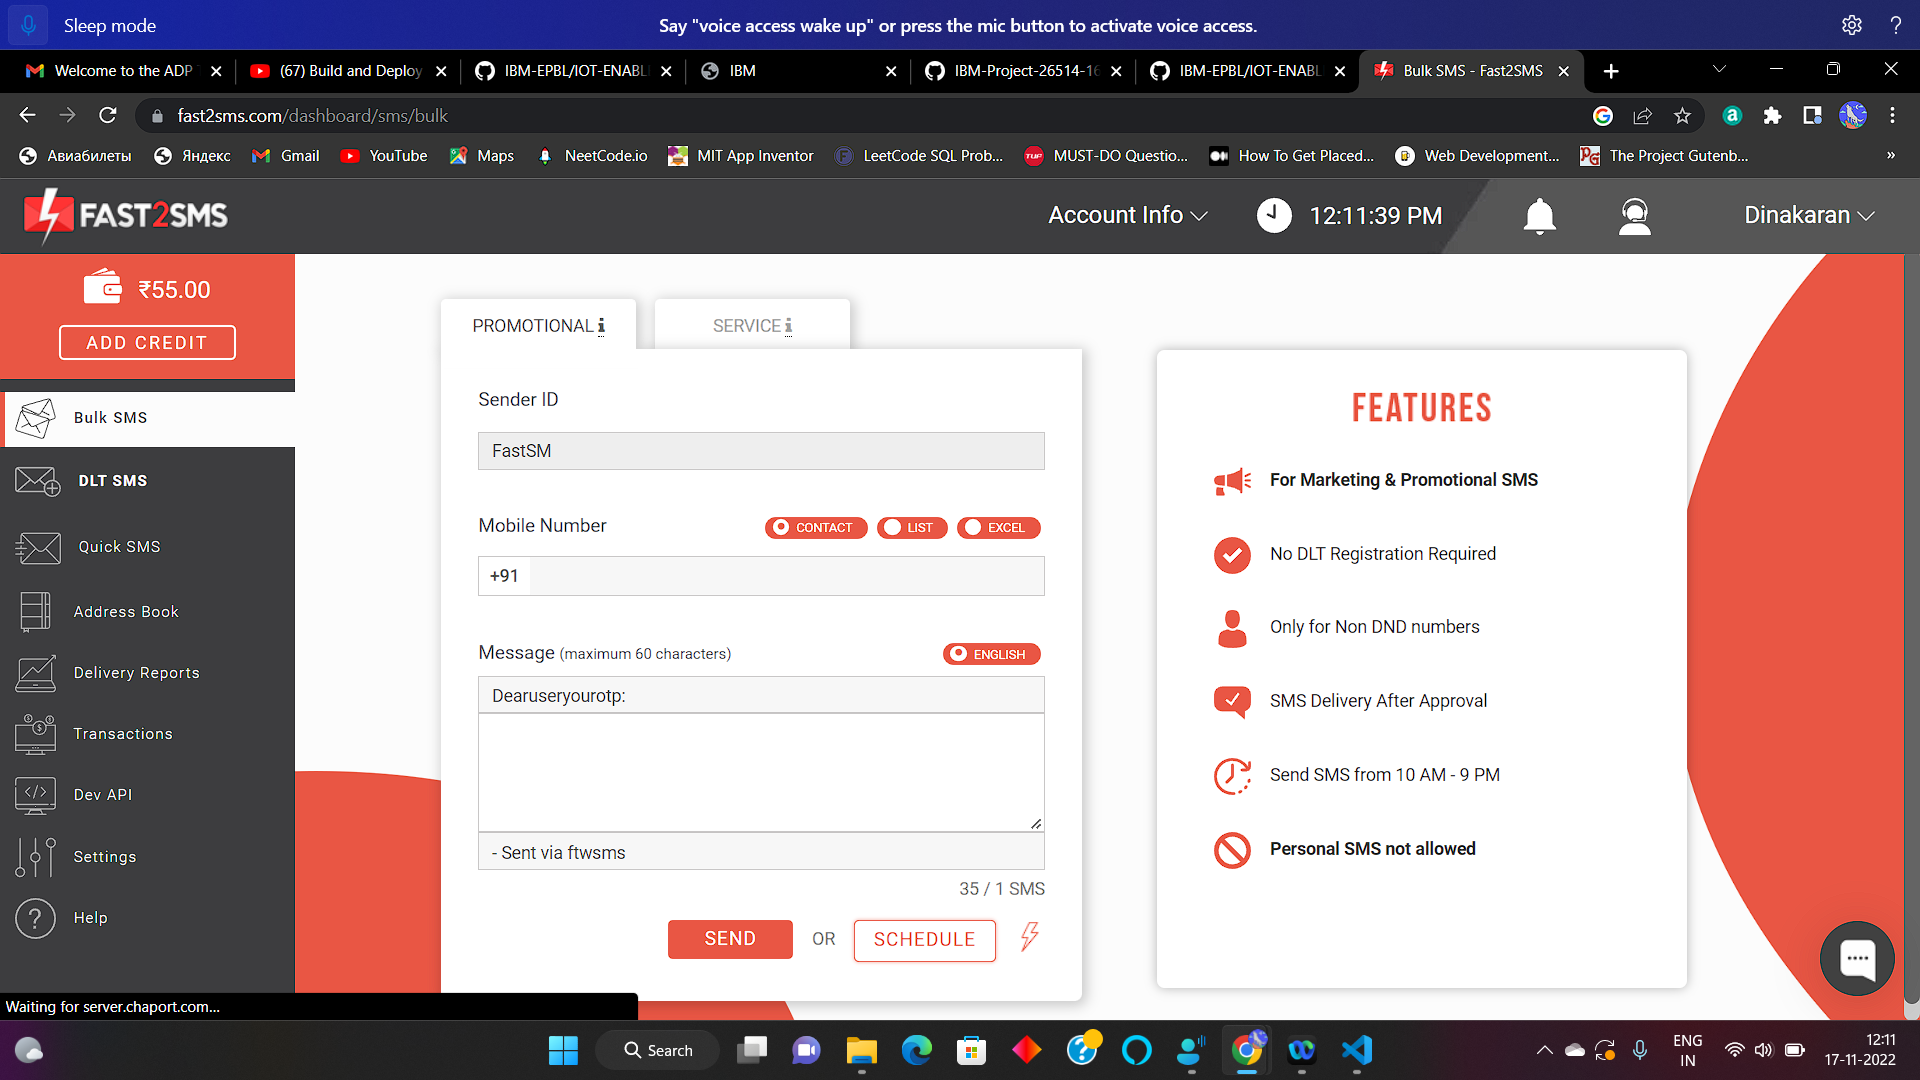 Sleep mode
Say "voice access wake up" or press the mic button to activate voice access.
?
Welcome to the ADP
(67) Build and Deploy
IBM-EPBL/IOT-ENABL
IBM
IBM-Project-26514-16
IBM-EPBL/IOT-ENABL
Bulk SMS - Fast2SMS
fast2sms.com/dashboard/sms/bulk
Авиабилеты
Яндекс
Gmail
YouTube
Maps
NeetCode.io
MIT App Inventor
LeetCode SQL Prob...
MUST-DO Questio...
How To Get Placed...
Web Development...
The Project Gutenb...
»
FAST2SMS
Account Info
12:11:39 PM
Dinakaran
₹55.00
ADD CREDIT
Bulk SMS
DLT SMS
Quick SMS
Address Book
Delivery Reports
Transactions
Dev API
Settings
Help
PROMOTIONAL
SERVICE
Sender ID
FastSM
Mobile Number
CONTACT
LIST
EXCEL
+91
Message (maximum 60 characters)
ENGLISH
Dearuseryourotp:
- Sent via ftwsms
35 / 1 SMS
SEND
OR
SCHEDULE
FEATURES
For Marketing & Promotional SMS
No DLT Registration Required
Only for Non DND numbers
SMS Delivery After Approval
Send SMS from 10 AM - 9 PM
Personal SMS not allowed
Waiting for server.chaport.com...
Search
ENG
IN
12:11
17-11-2022